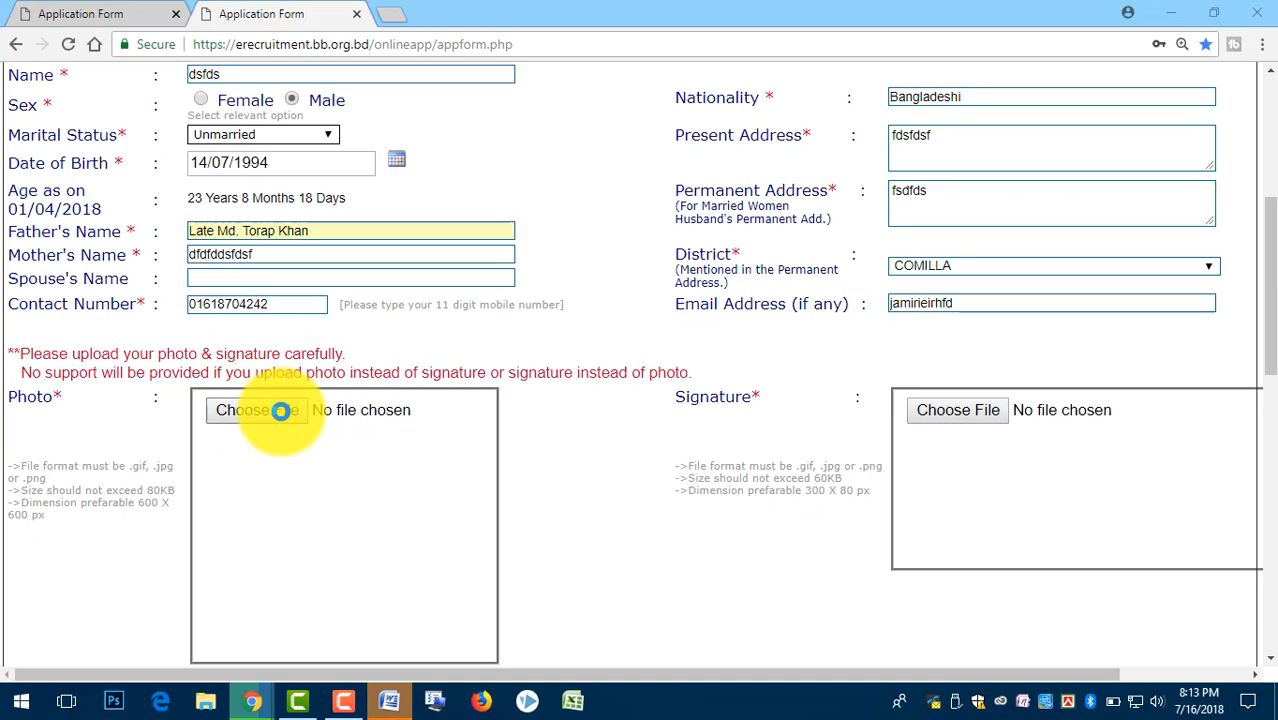 Application Form
Application Form
Secure
https://erecruitment.bb.org.bd/onlineapp/appform.php
Name * : dsfds
Sex * : Female Male
Select relevant option
Marital Status* : Unmarried
Date of Birth * : 14/07/1994
Age as on 01/04/2018 : 23 Years 8 Months 18 Days
Father's Name * : Late Md. Torap Khan
Mother's Name * : dfdfddsfdsf
Spouse's Name :
Contact Number* : 01618704242 [Please type your 11 digit mobile number]
Nationality * : Bangladeshi
Present Address* : fdsfdsf
Permanent Address* : fsdfds
(For Married Women
Husband's Permanent Add.)
District* : COMILLA
(Mentioned in the Permanent
Address.)
Email Address (if any) : jamirieirhfd
**Please upload your photo & signature carefully.
No support will be provided if you upload photo instead of signature or signature instead of photo.
Photo* : Choose File No file chosen
->File format must be .gif, .jpg
or .png
->Size should not exceed 80KB
->Dimension prefarable 600 X
600 px
Signature* : Choose File No file chosen
->File format must be .gif, .jpg or .png
->Size should not exceed 60KB
->Dimension prefarable 300 X 80 px
8:13 PM
7/16/2018